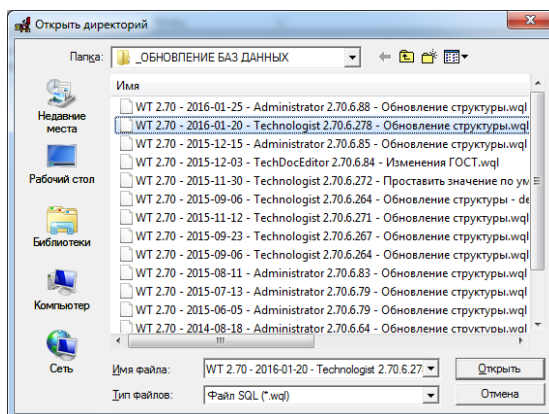 Открыть директорий
Папка:
_ОБНОВЛЕНИЕ БАЗ ДАННЫХ
Имя
WT 2.70 - 2016-01-25 - Administrator 2.70.6.88 - Обновление структуры.wql
WT 2.70 - 2016-01-20 - Technologist 2.70.6.278 - Обновление структуры.wql
WT 2.70 - 2015-12-15 - Administrator 2.70.6.85 - Обновление структуры.wql
WT 2.70 - 2015-12-03 - TechDocEditor 2.70.6.84 - Изменения ГОСТ.wql
WT 2.70 - 2015-11-30 - Technologist 2.70.6.272 - Проставить значение по ум
WT 2.70 - 2015-09-06 - Technologist 2.70.6.264 - Обновление структуры - de
WT 2.70 - 2015-11-12 - Technologist 2.70.6.271 - Обновление структуры.wql
WT 2.70 - 2015-09-23 - Technologist 2.70.6.267 - Обновление структуры.wql
WT 2.70 - 2015-09-06 - Technologist 2.70.6.264 - Обновление структуры.wql
WT 2.70 - 2015-08-11 - Administrator 2.70.6.83 - Обновление структуры.wql
WT 2.70 - 2015-07-13 - Administrator 2.70.6.79 - Обновление структуры.wql
WT 2.70 - 2015-06-05 - Administrator 2.70.6.79 - Обновление структуры.wql
WT 2.70 - 2014-08-18 - Administrator 2.70.6.64 - Обновление структуры.wql
Недавние
места
Рабочий стол
Библиотеки
Компьютер
Сеть
Имя файла:
WT 2.70 - 2016-01-20 - Technologist 2.70.6.27
Открыть
Тип файлов:
Файл SQL (*.wql)
Отмена